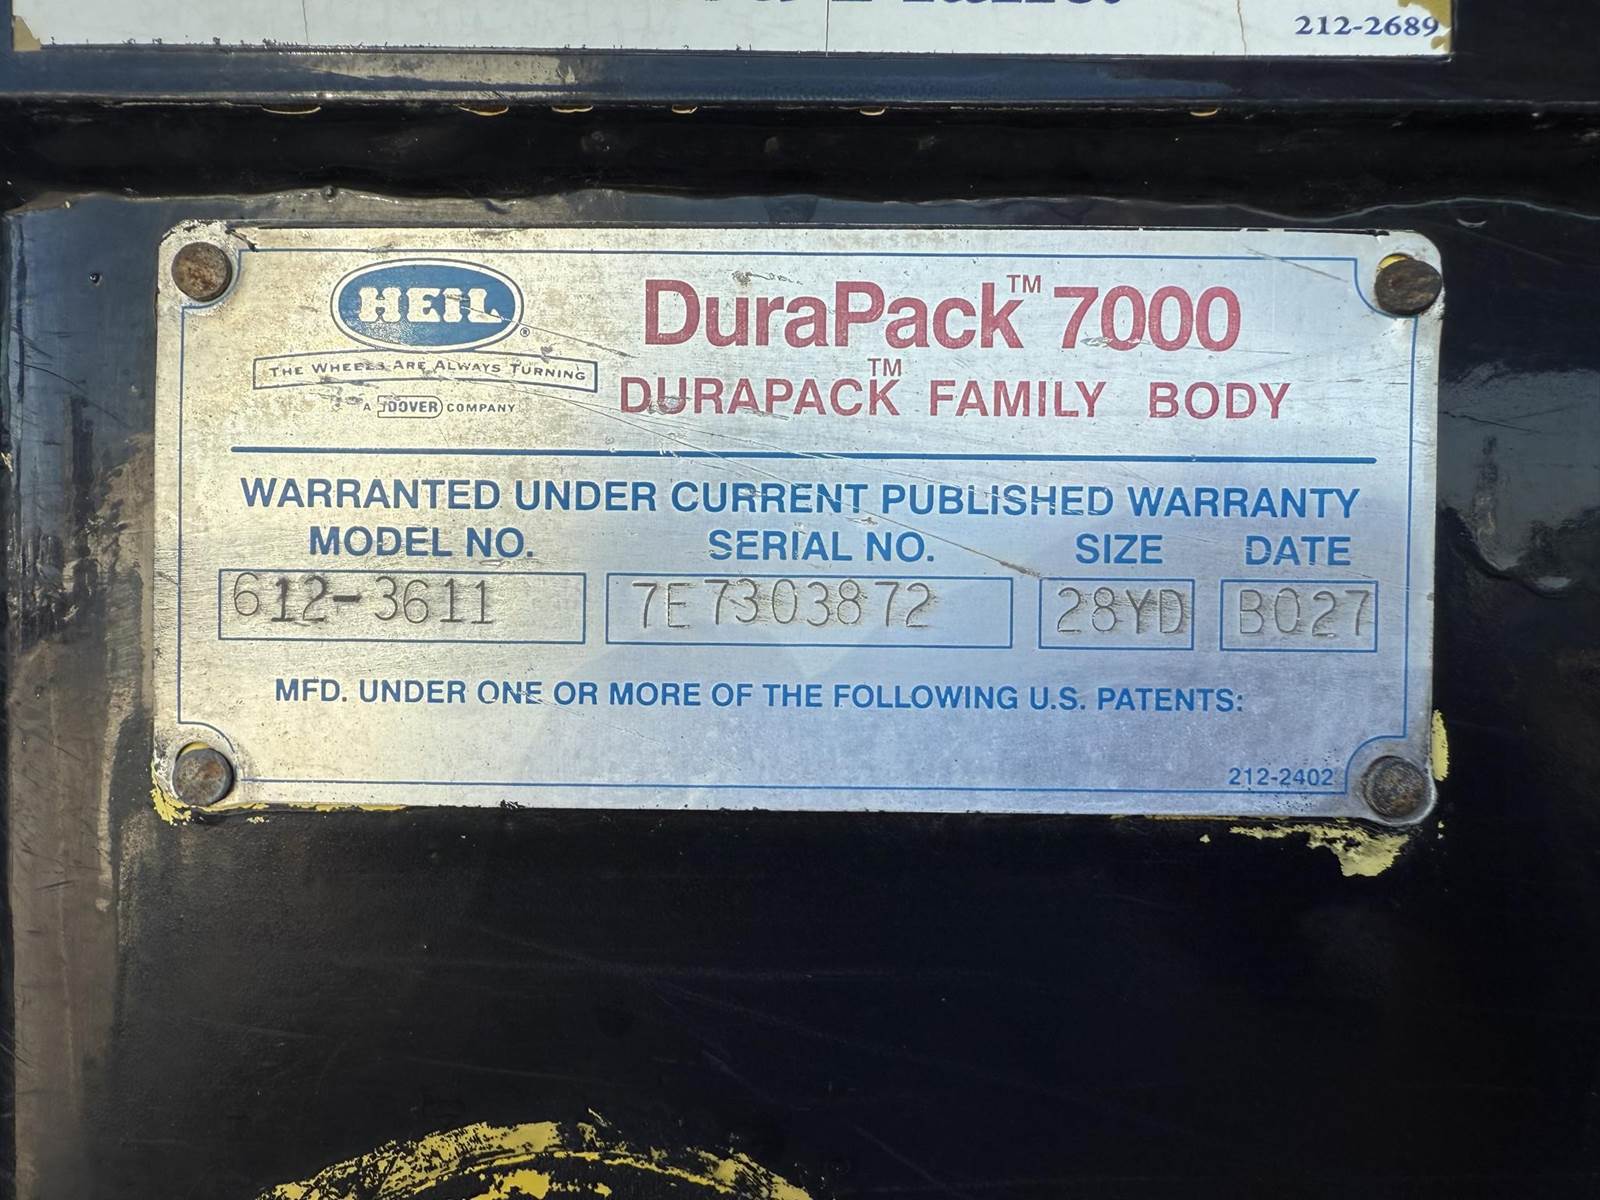 212-2689
HEIL®
THE WHEELS ARE ALWAYS TURNING
A DOVER COMPANY
DuraPack™ 7000
DURAPACK™ FAMILY BODY
WARRANTED UNDER CURRENT PUBLISHED WARRANTY
MODEL NO. SERIAL NO. SIZE DATE
612-3611 7E7303872 28YD B027
MFD. UNDER ONE OR MORE OF THE FOLLOWING U.S. PATENTS:
212-2402